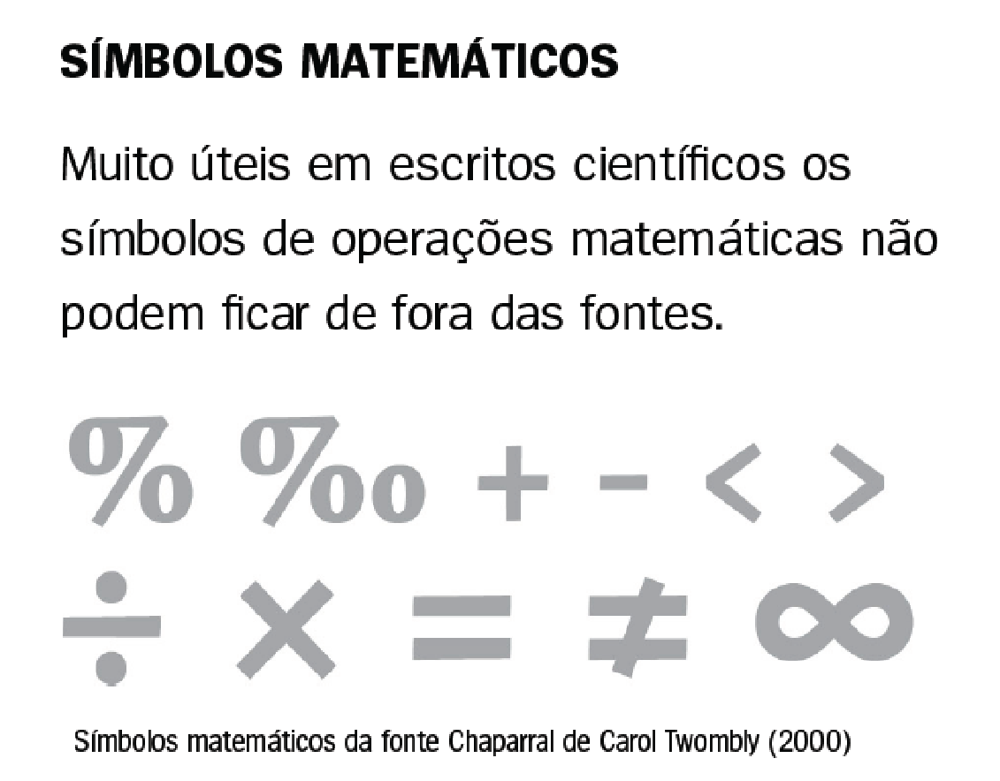 SÍMBOLOS MATEMÁTICOS
Muito úteis em escritos científicos os
símbolos de operações matemáticas não
podem ficar de fora das fontes.
% ‰ + - < >
÷ × = ≠ ∞
Símbolos matemáticos da fonte Chaparral de Carol Twombly (2000)